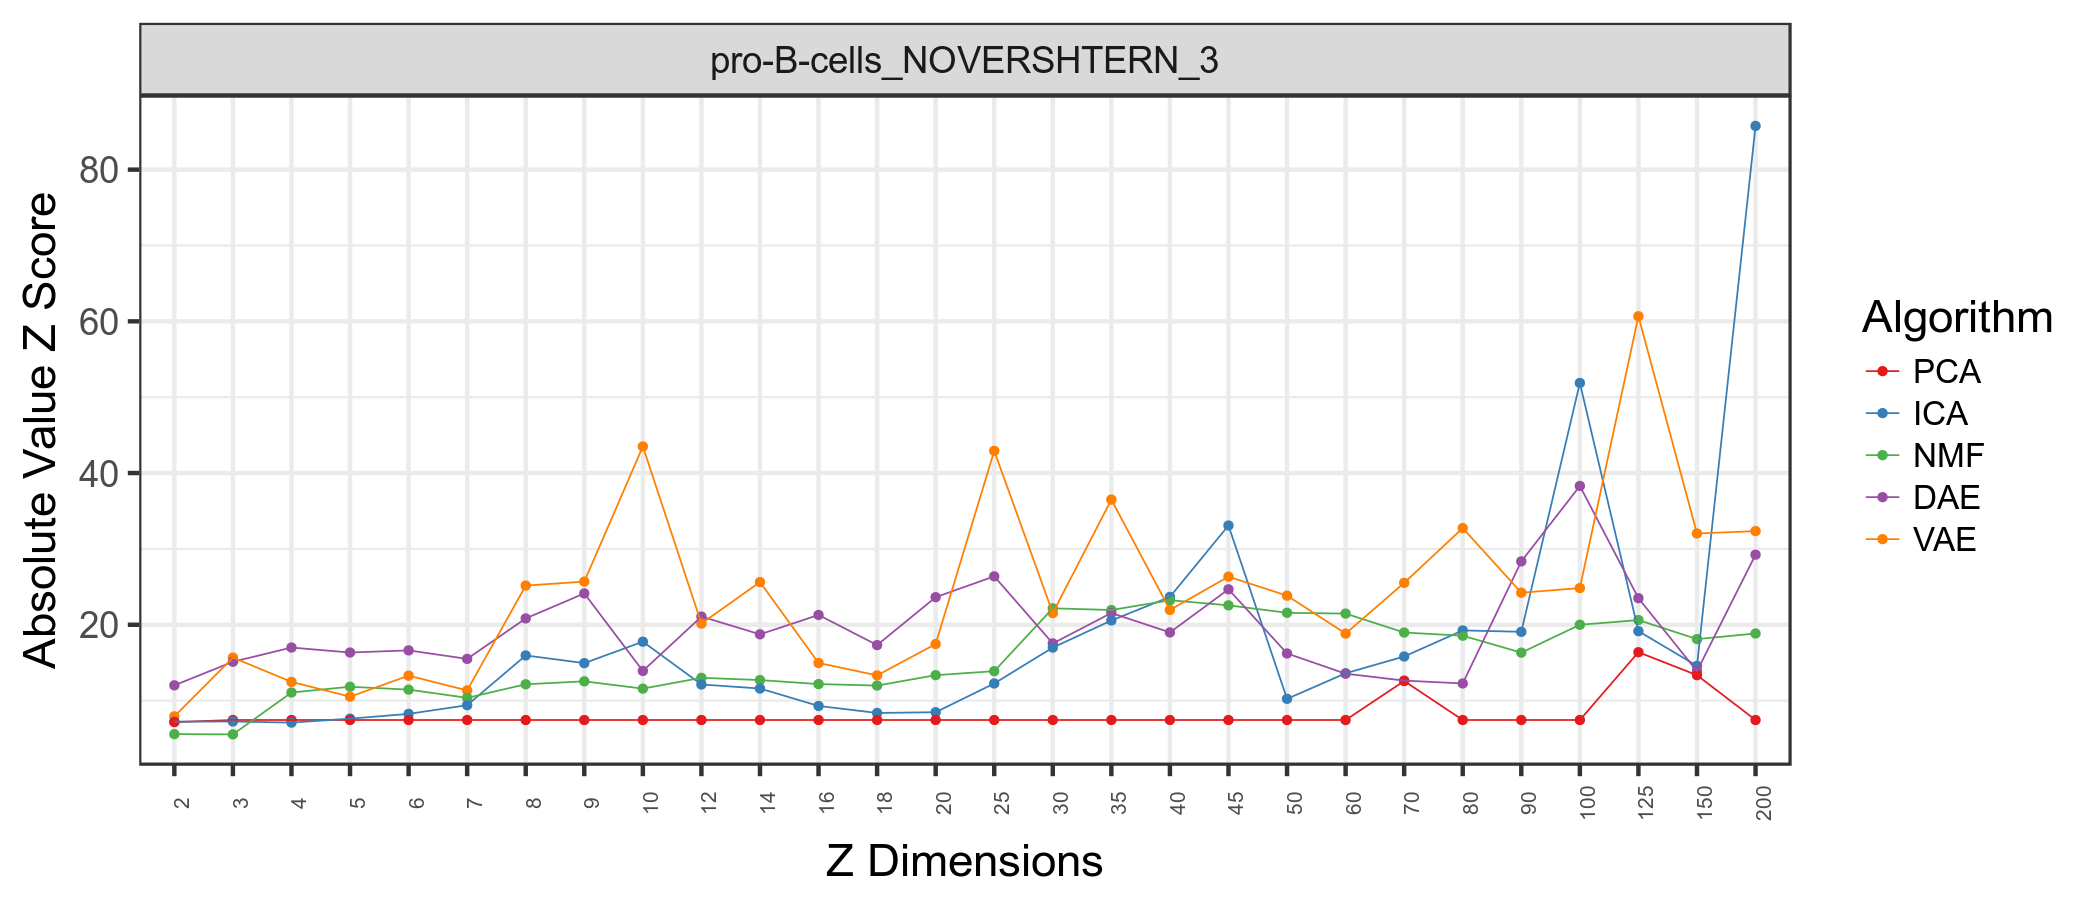 pro-B-cells_NOVERSHTERN_3
Absolute Value Z Score
80
60
40
20
2 3 4 5 6 7 8 9 10 12 14 16 18 20 25 30 35 40 45 50 60 70 80 90 100 125 150 200
Z Dimensions
Algorithm
PCA
ICA
NMF
DAE
VAE